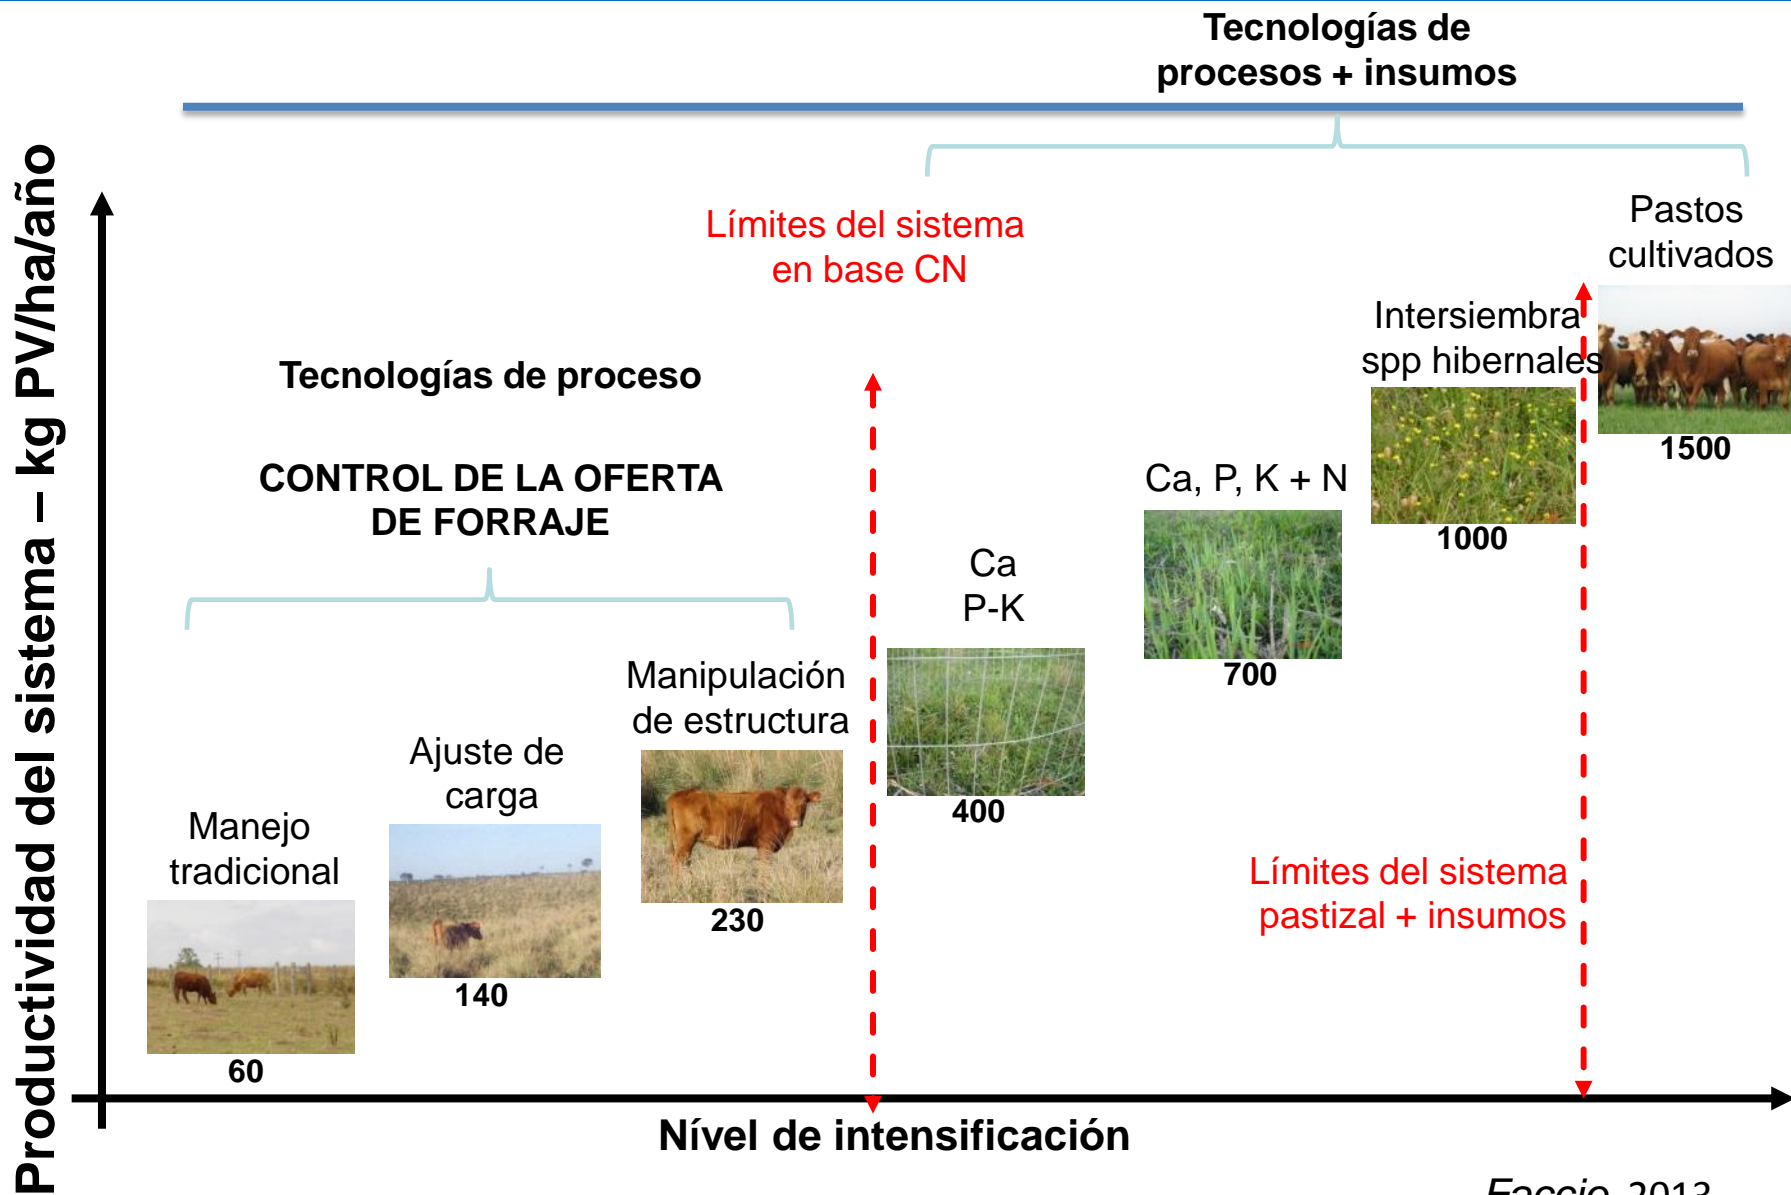 Tecnologías de
procesos + insumos
Productividad del sistema – kg PV/ha/año
Límites del sistema
en base CN
Pastos
cultivados
1500
Intersiembra
spp hibernales
1000
Tecnologías de proceso
CONTROL DE LA OFERTA
DE FORRAJE
Ca, P, K + N
700
Ca
P-K
400
Manipulación
de estructura
230
Ajuste de
carga
140
Manejo
tradicional
60
Límites del sistema
pastizal + insumos
Nível de intensificación
Faccio, 2013